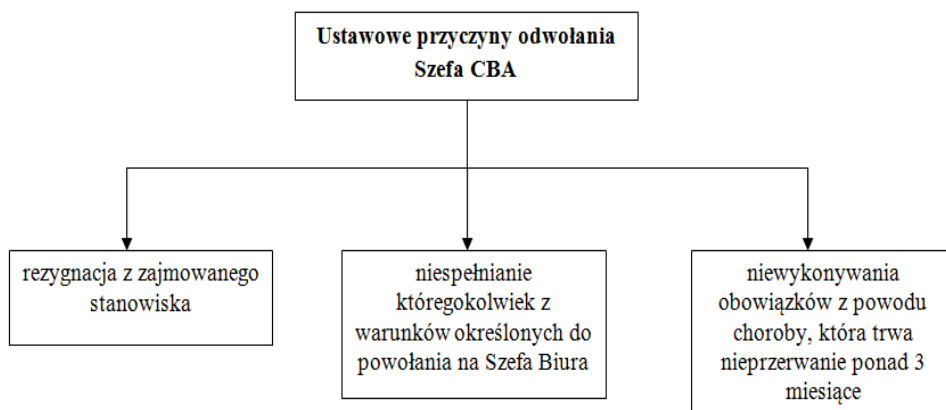 Ustawowe przyczyny odwołania
Szefa CBA
rezygnacja z zajmowanego
stanowiska
niespełnianie
któregokolwiek z
warunków określonych do
powołania na Szefa Biura
niewykonywania
obowiązków z powodu
choroby, która trwa
nieprzerwanie ponad 3
miesiące